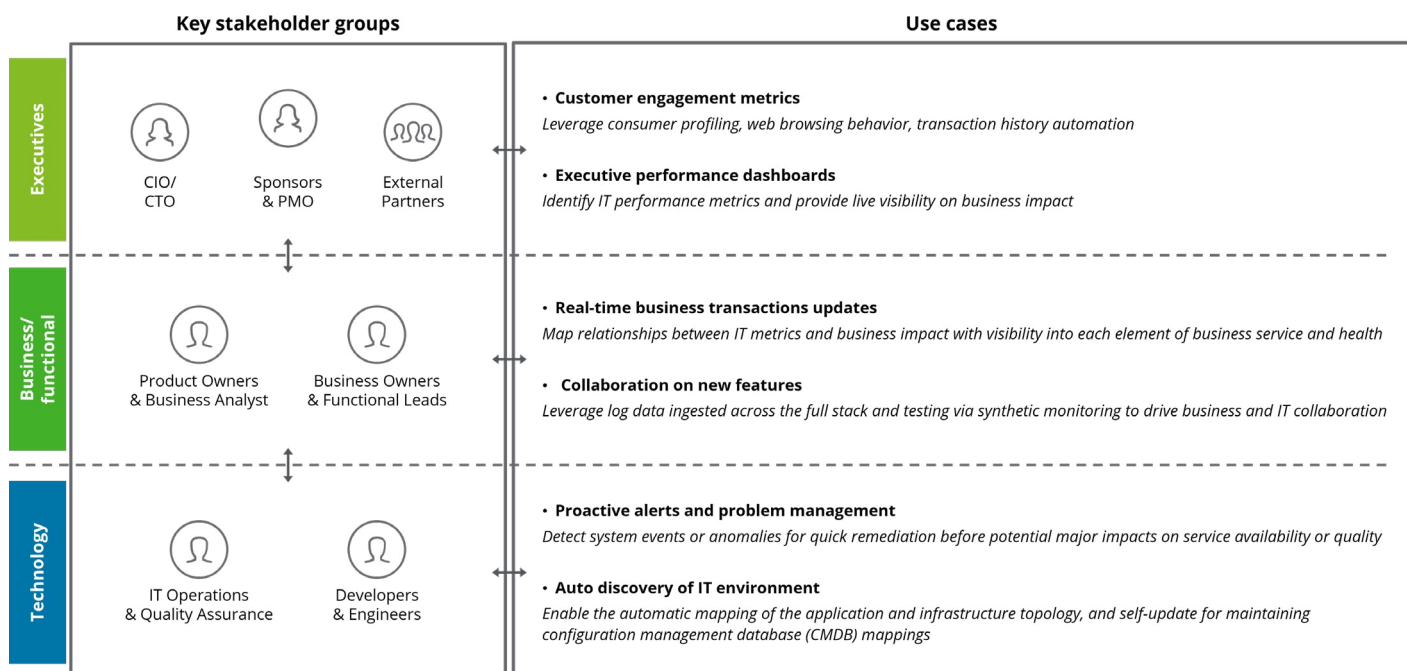 Key stakeholder groups
Use cases
Executives
CIO/
CTO
Sponsors
& PMO
External
Partners
• Customer engagement metrics
Leverage consumer profiling, web browsing behavior, transaction history automation
• Executive performance dashboards
Identify IT performance metrics and provide live visibility on business impact
Business/
functional
Product Owners
& Business Analyst
Business Owners
& Functional Leads
• Real-time business transactions updates
Map relationships between IT metrics and business impact with visibility into each element of business service and health
• Collaboration on new features
Leverage log data ingested across the full stack and testing via synthetic monitoring to drive business and IT collaboration
Technology
IT Operations
& Quality Assurance
Developers
& Engineers
• Proactive alerts and problem management
Detect system events or anomalies for quick remediation before potential major impacts on service availability or quality
• Auto discovery of IT environment
Enable the automatic mapping of the application and infrastructure topology, and self-update for maintaining
configuration management database (CMDB) mappings